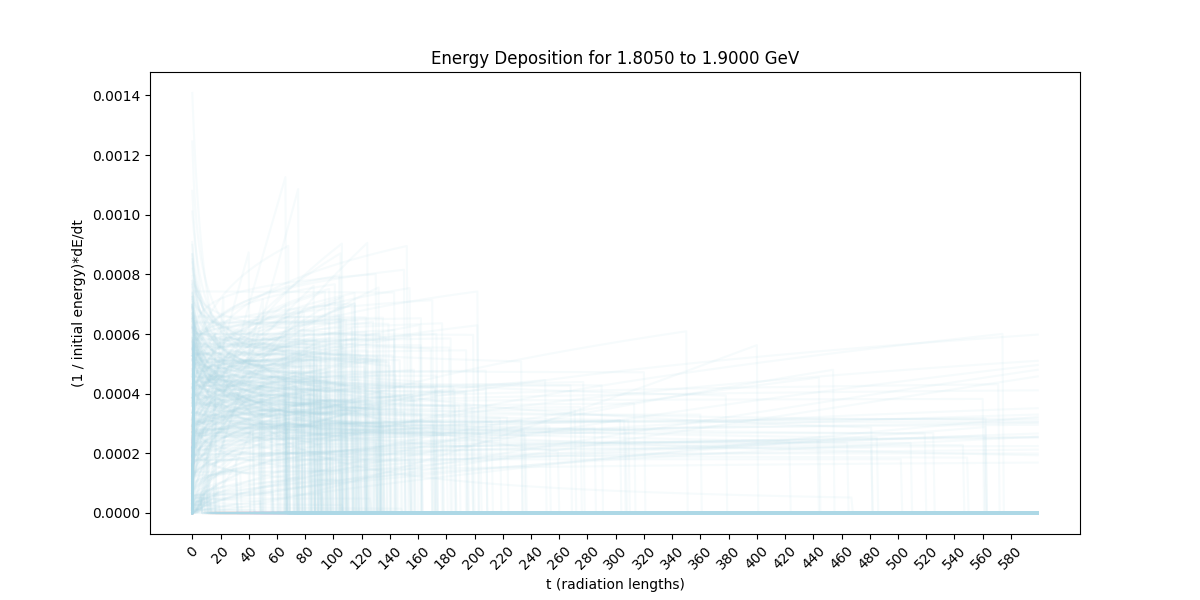 Energy Deposition for 1.8050 to 1.9000 GeV
(1 / initial energy)*dE/dt
0.0014
0.0012
0.0010
0.0008
0.0006
0.0004
0.0002
0.0000
0 20 40 60 80 100 120 140 160 180 200 220 240 260 280 300 320 340 360 380 400 420 440 460 480 500 520 540 560 580
t (radiation lengths)